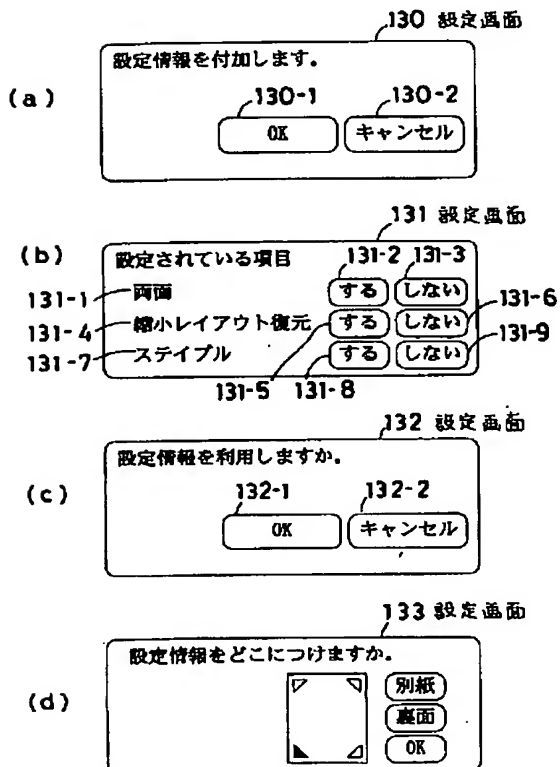 130 設定画面
(a)
設定情報を付加します。
130-1 130-2
OK キャンセル
131 設定画面
(b)
設定されている項目 131-2 131-3
131-1 両面 する しない 131-6
131-4 縮小レイアウト復元 する しない
131-7 ステイプル する しない 131-9
131-5 131-8
132 設定画面
(c)
設定情報を利用しますか。
132-1 132-2
OK キャンセル
133 設定画面
(d)
設定情報をどこにつけますか。
別紙
裏面
OK